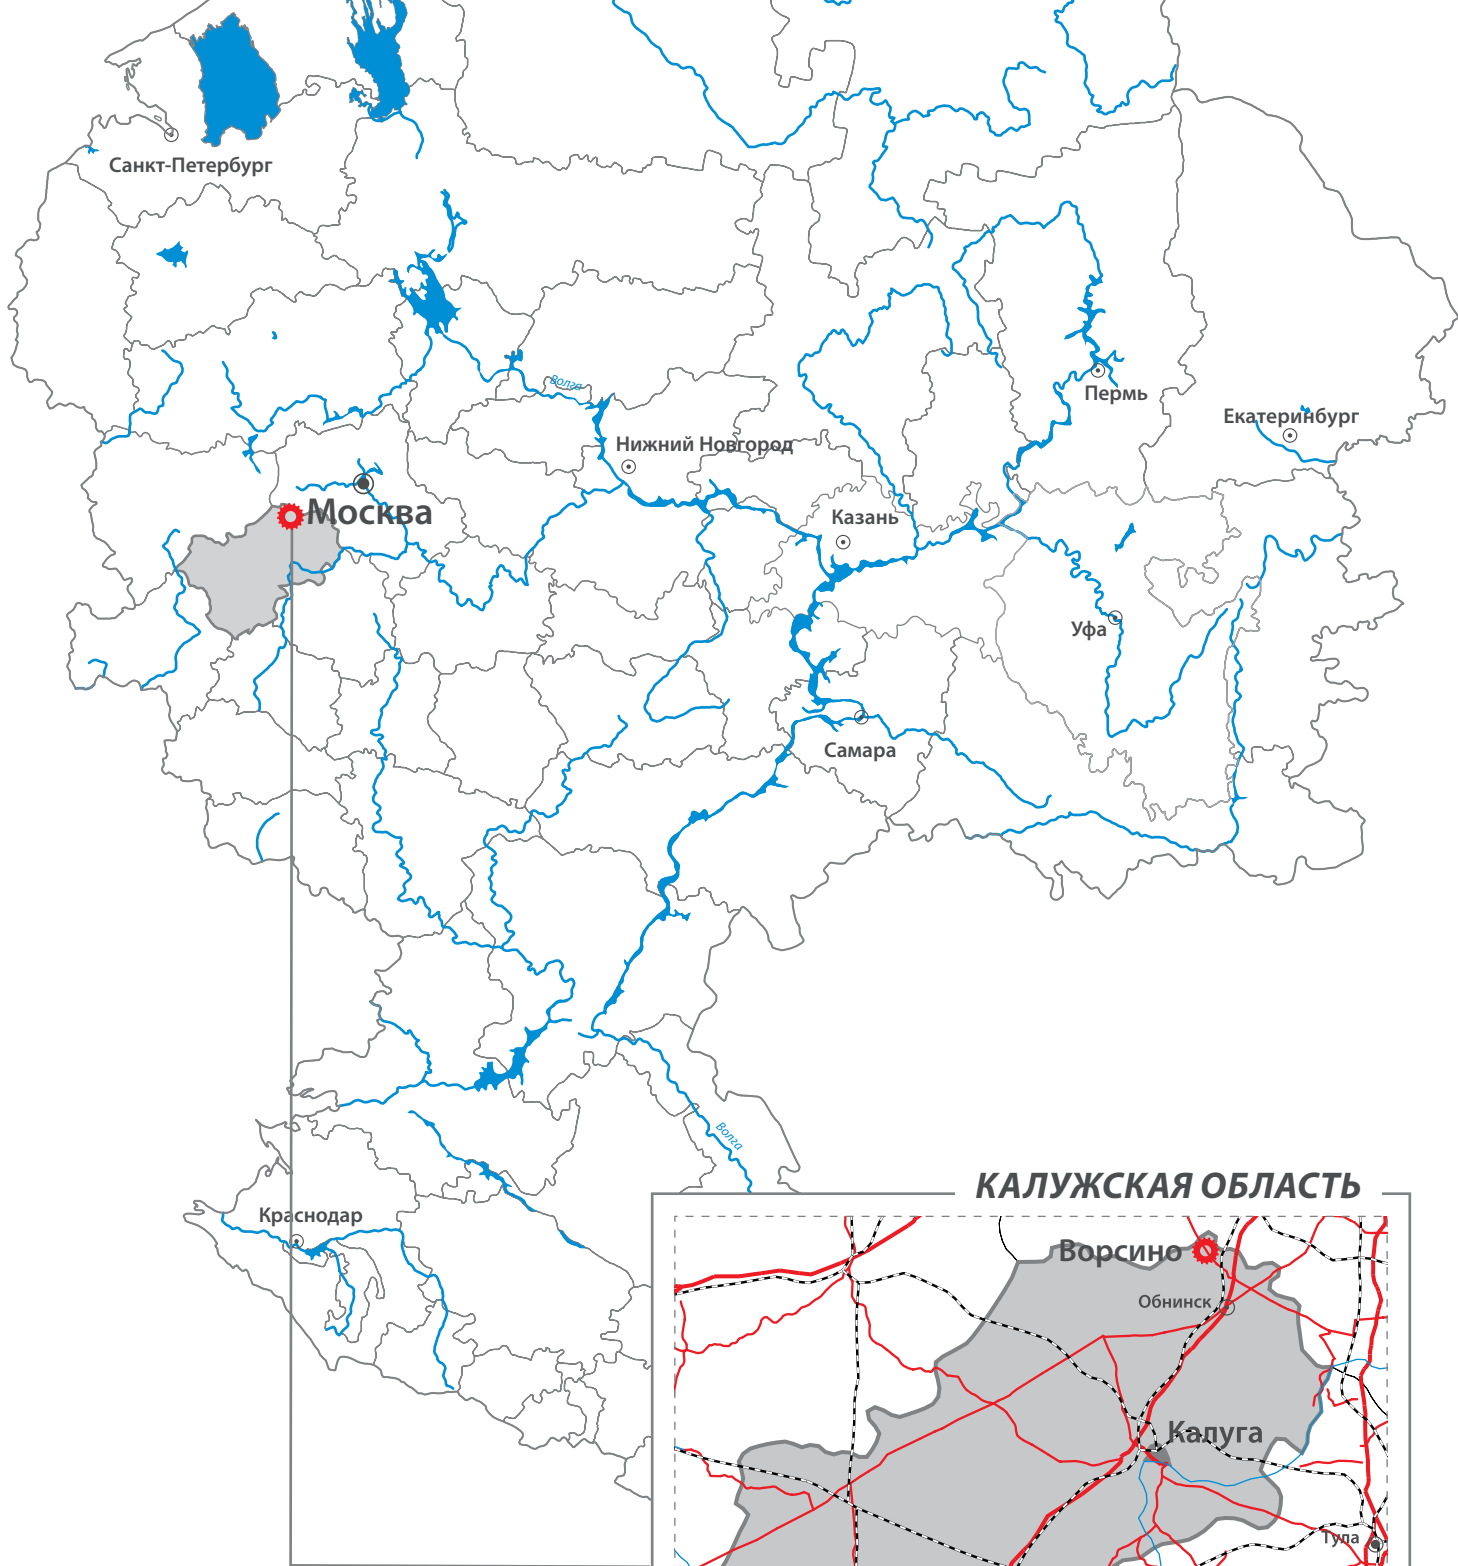 Санкт-Петербург
Волга
Пермь
Екатеринбург
Нижний Новгород
Москва
Казань
Уфа
Самара
Волга
КАЛУЖСКАЯ ОБЛАСТЬ
Краснодар
Ворсино
Обнинск
Калуга
Тула